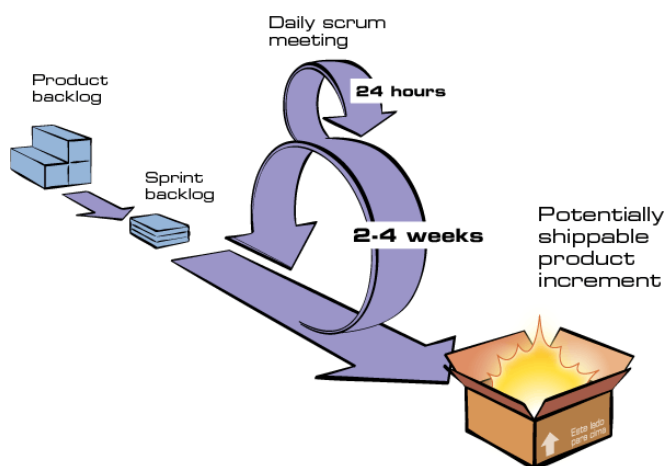 Daily scrum
meeting
Product
backlog
24 hours
Sprint
backlog
2-4 weeks
Potentially
shippable
product
increment
Este lado
para cima